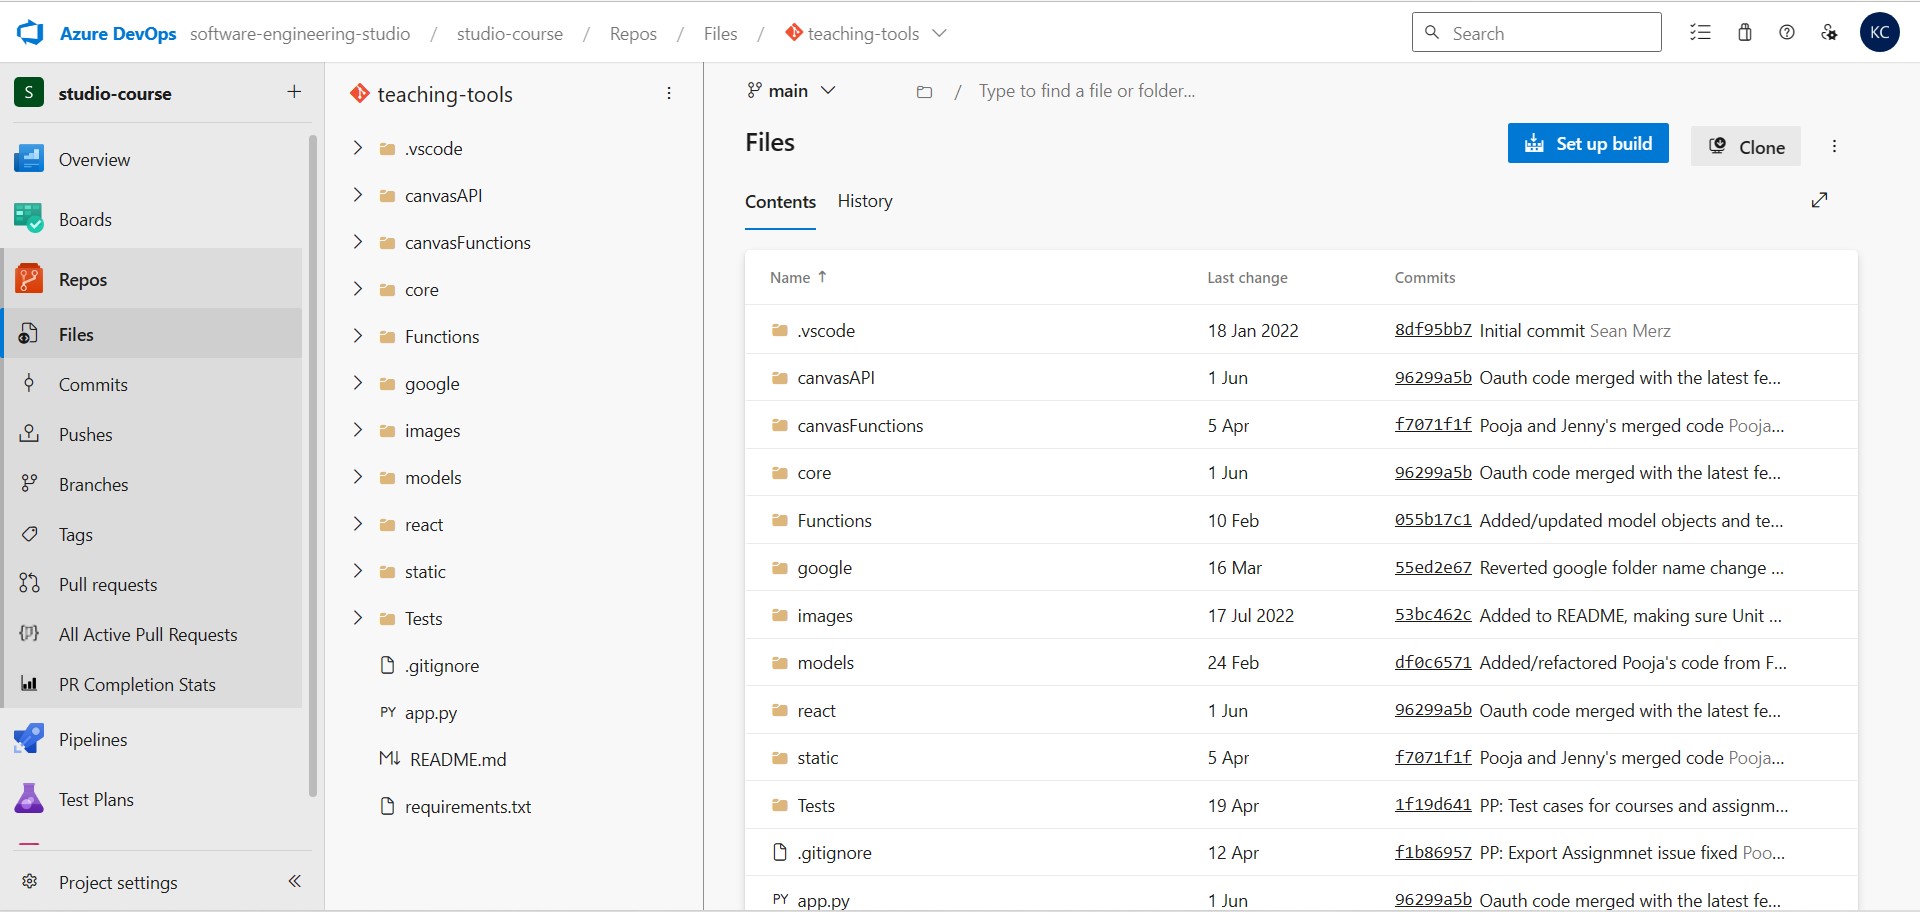 Azure DevOps software-engineering-studio / studio-course / Repos / Files / teaching-tools
Search
KC
S studio-course +
Overview
Boards
Repos
Files
Commits
Pushes
Branches
Tags
Pull requests
All Active Pull Requests
PR Completion Stats
Pipelines
Test Plans
Project settings
teaching-tools
.vscode
canvasAPI
canvasFunctions
core
Functions
google
images
models
react
static
Tests
.gitignore
PY app.py
M↓ README.md
requirements.txt
main
/ Type to find a file or folder...
Files
Set up build
Clone
Contents History
Name ↑ Last change Commits
.vscode 18 Jan 2022 8df95bb7 Initial commit Sean Merz
canvasAPI 1 Jun 96299a5b Oauth code merged with the latest fe...
canvasFunctions 5 Apr f7071f1f Pooja and Jenny's merged code Pooja...
core 1 Jun 96299a5b Oauth code merged with the latest fe...
Functions 10 Feb 055b17c1 Added/updated model objects and te...
google 16 Mar 55ed2e67 Reverted google folder name change ...
images 17 Jul 2022 53bc462c Added to README, making sure Unit ...
models 24 Feb df0c6571 Added/refactored Pooja's code from F...
react 1 Jun 96299a5b Oauth code merged with the latest fe...
static 5 Apr f7071f1f Pooja and Jenny's merged code Pooja...
Tests 19 Apr 1f19d641 PP: Test cases for courses and assignm...
.gitignore 12 Apr f1b86957 PP: Export Assignmnet issue fixed Poo...
PY app.py 1 Jun 96299a5b Oauth code merged with the latest fe...